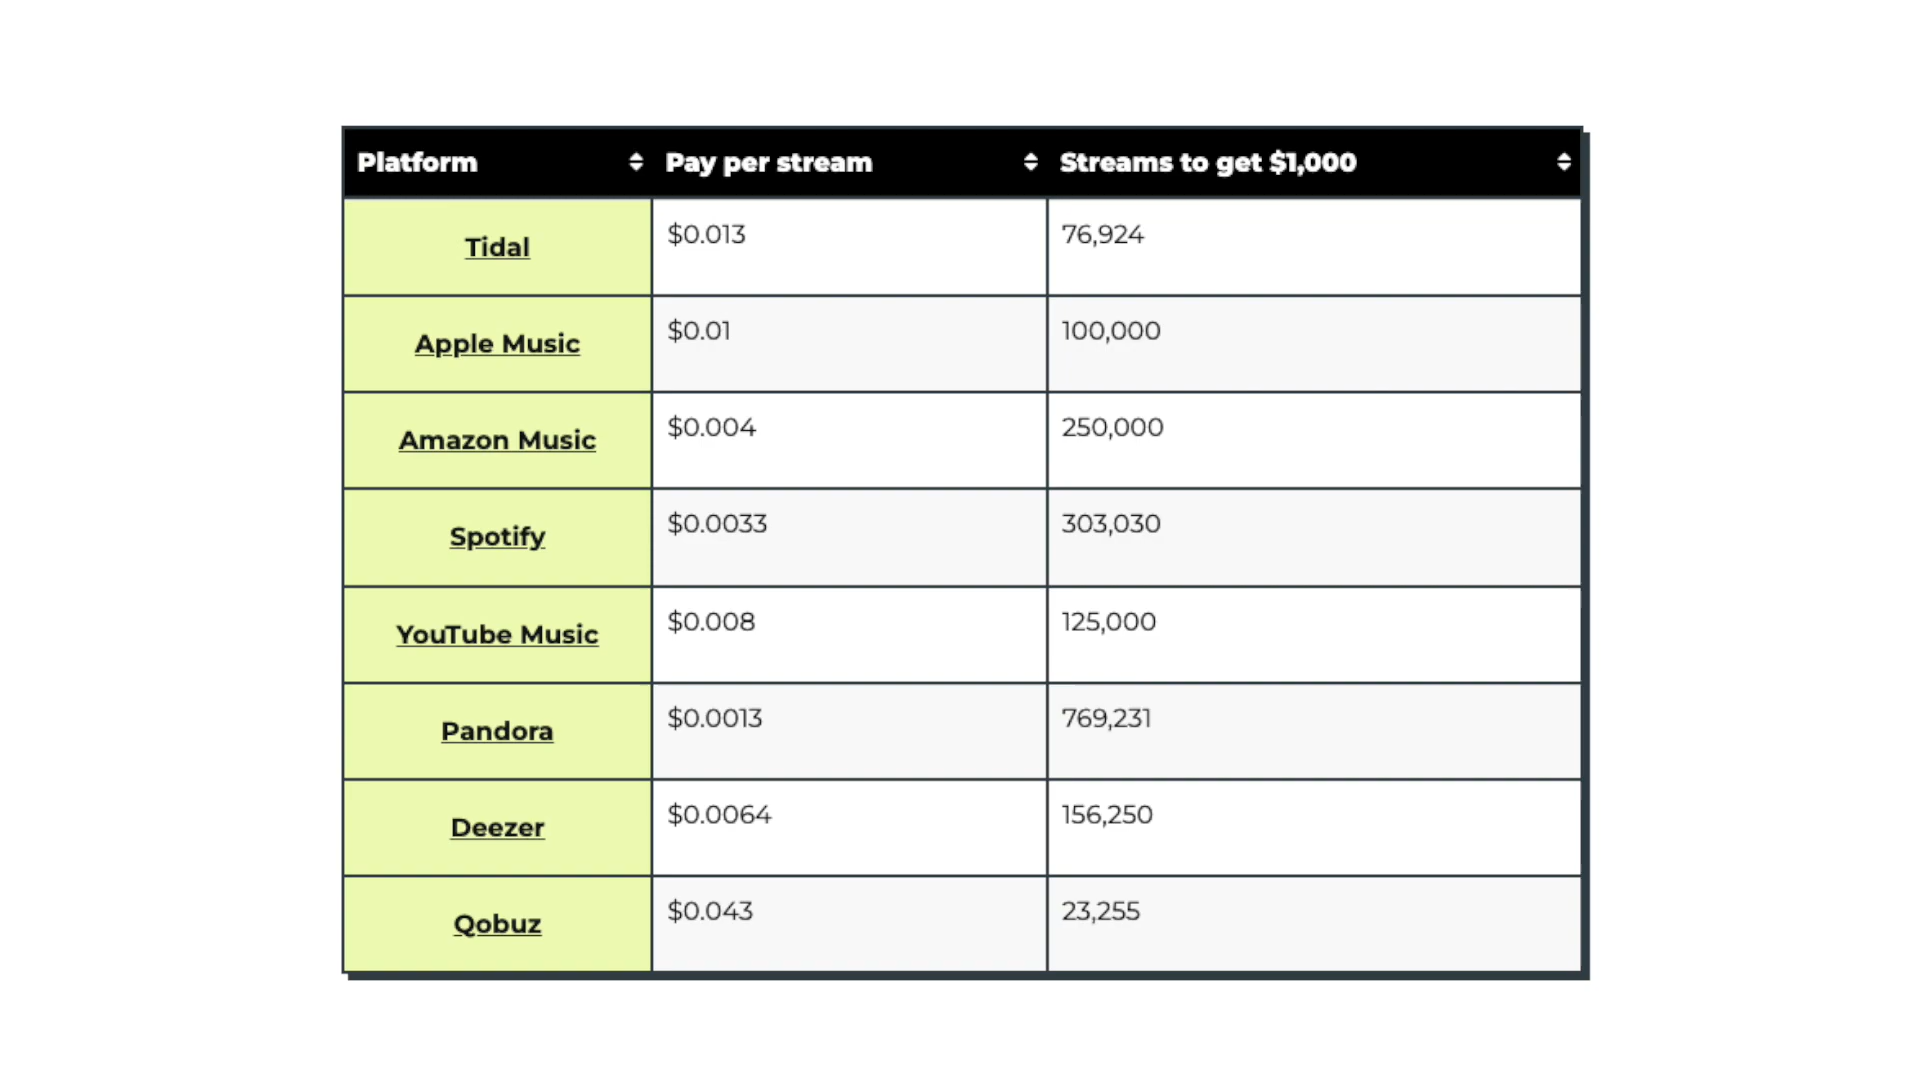 Platform Pay per stream Streams to get $1,000
Tidal $0.013 76,924
Apple Music $0.01 100,000
Amazon Music $0.004 250,000
Spotify $0.0033 303,030
YouTube Music $0.008 125,000
Pandora $0.0013 769,231
Deezer $0.0064 156,250
Qobuz $0.043 23,255